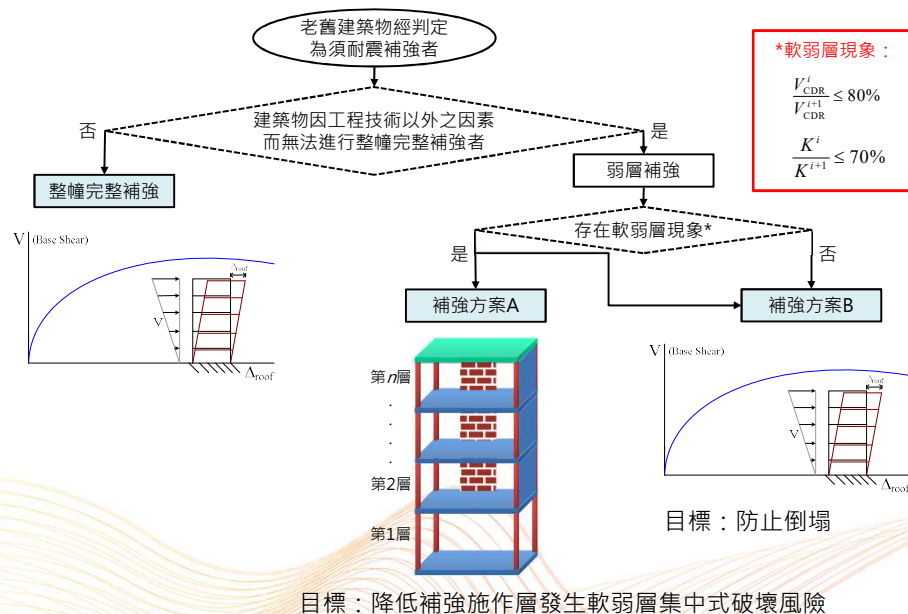 老舊建築物經判定
為須耐震補強者
*軟弱層現象：
V^i_CDR / V^{i+1}_CDR ≤ 80%
K^i / K^{i+1} ≤ 70%
建築物因工程技術以外之因素
而無法進行整幢完整補強者
否
是
整幢完整補強
弱層補強
存在軟弱層現象*
是
否
補強方案A
補強方案B
V (Base Shear)
Δroof
V
Δroof
第n層
第2層
第1層
V (Base Shear)
Δroof
V
Δroof
目標：防止倒塌
目標：降低補強施作層發生軟弱層集中式破壞風險